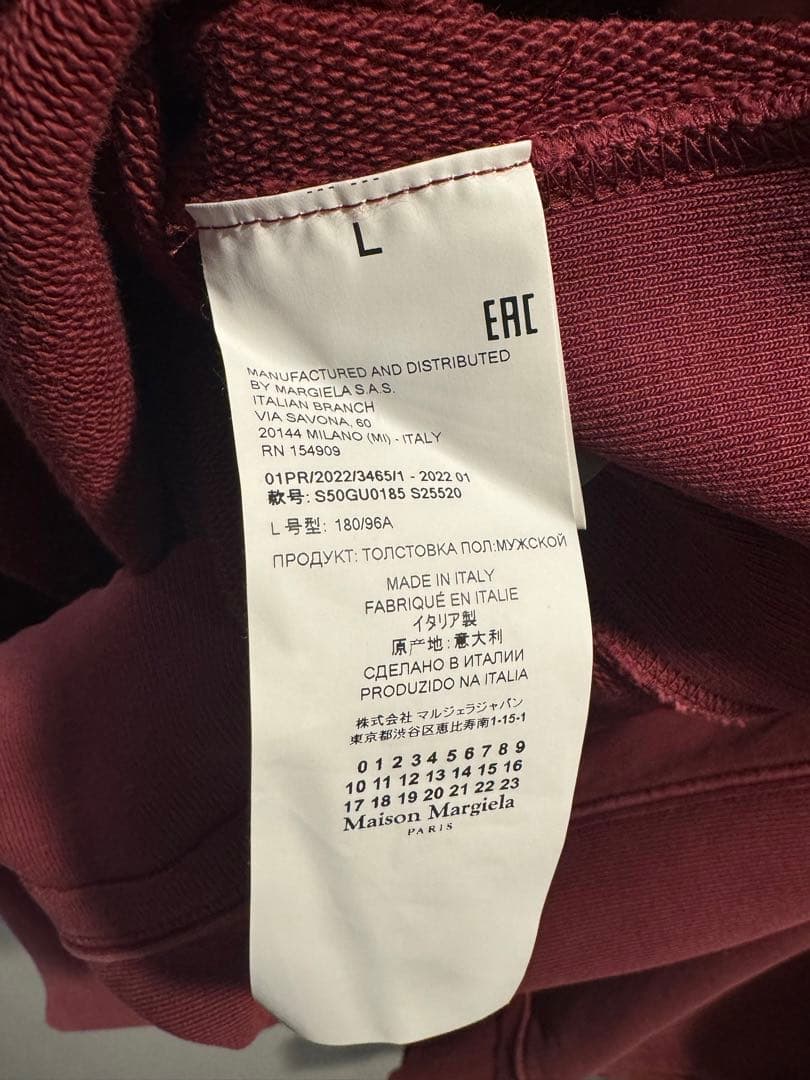 L
EAC
MANUFACTURED AND DISTRIBUTED
BY MARGIELA S.A.S.
ITALIAN BRANCH
VIA SAVONA, 60
20144 MILANO (MI) - ITALY
RN 154909
01PR/2022/3465/1 - 2022 01
款号: S50GU0185 S25520
L 号型: 180/96A
ПРОДУКТ: ТОЛСТОВКА ПОЛ:МУЖСКОЙ
MADE IN ITALY
FABRIQUÉ EN ITALIE
イタリア製
原产地: 意大利
СДЕЛАНО В ИТАЛИИ
PRODUZIDO NA ITALIA
株式会社 マルジェラジャパン
東京都渋谷区恵比寿南1-15-1
0 1 2 3 4 5 6 7 8 9
10 11 12 13 14 15 16
17 18 19 20 21 22 23
Maison Margiela
PARIS